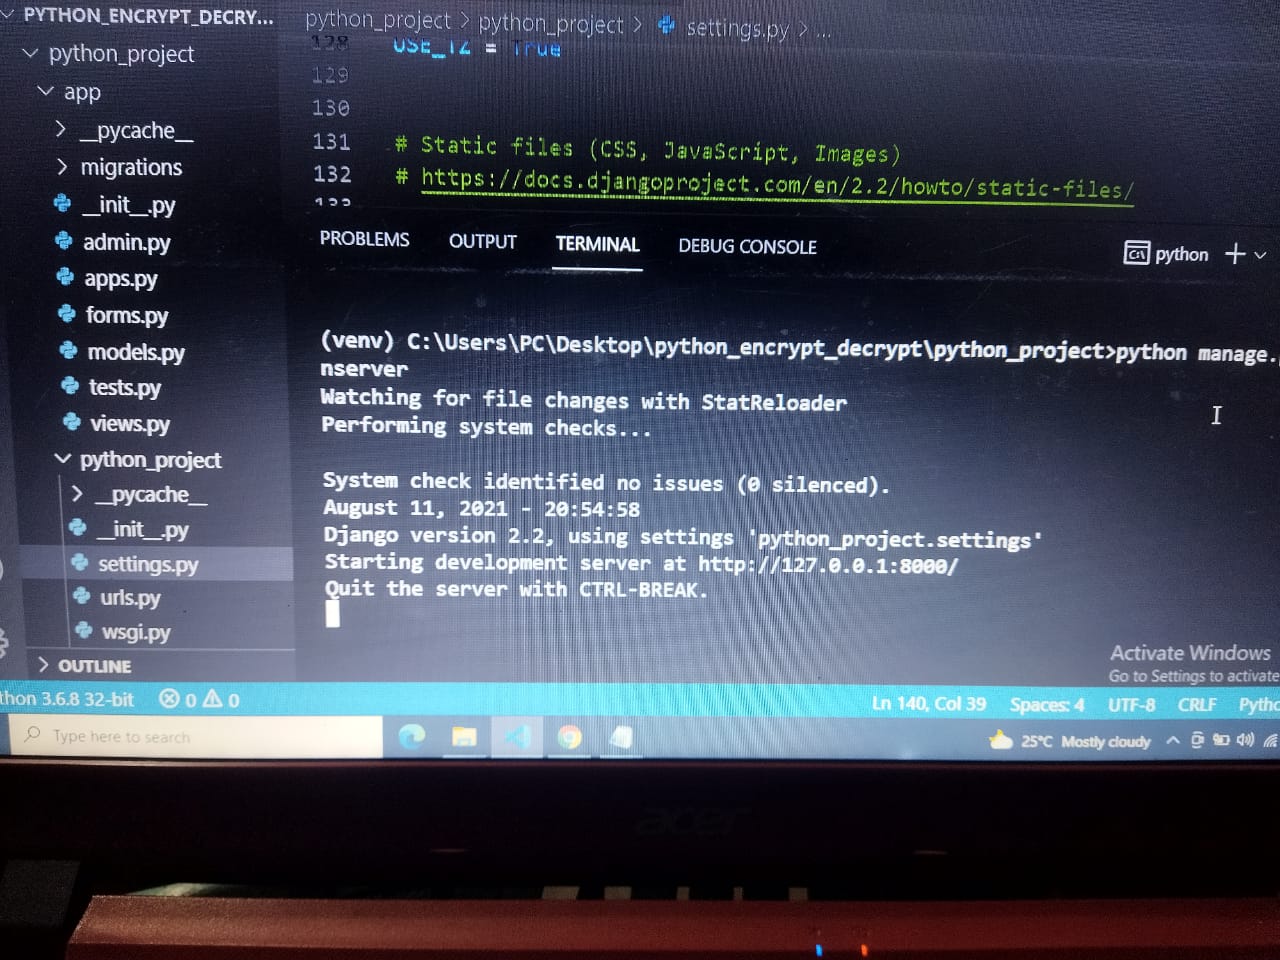 PYTHON_ENCRYPT_DECRY...
python_project
app
__pycache__
migrations
__init__.py
admin.py
apps.py
forms.py
models.py
tests.py
views.py
python_project
__pycache__
__init__.py
settings.py
urls.py
wsgi.py
OUTLINE
python_project > python_project > settings.py > ...
128 USE_TZ = True
129
130
131 # Static files (CSS, JavaScript, Images)
132 # https://docs.djangoproject.com/en/2.2/howto/static-files/
133
PROBLEMS OUTPUT TERMINAL DEBUG CONSOLE python
(venv) C:\Users\PC\Desktop\python_encrypt_decrypt\python_project>python manage.
nserver
Watching for file changes with StatReloader
Performing system checks...
System check identified no issues (0 silenced).
August 11, 2021 - 20:54:58
Django version 2.2, using settings 'python_project.settings'
Starting development server at http://127.0.0.1:8000/
Quit the server with CTRL-BREAK.
Activate Windows
Go to Settings to activate
thon 3.6.8 32-bit 0 0 Ln 140, Col 39 Spaces: 4 UTF-8 CRLF Pytho
Type here to search 25°C Mostly cloudy
acer